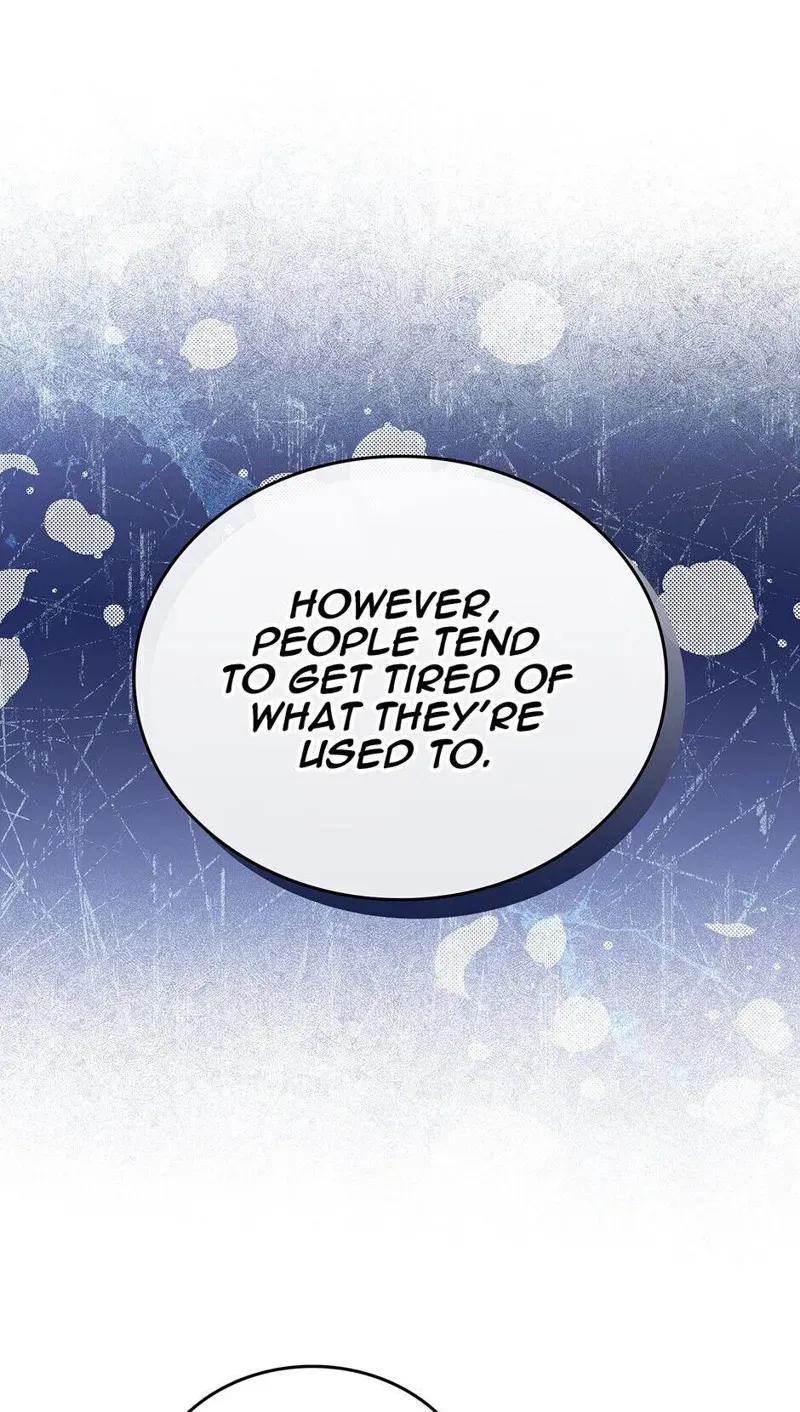 HOWEVER,
PEOPLE TEND
TO GET TIRED OF
WHAT THEY'RE
USED TO.